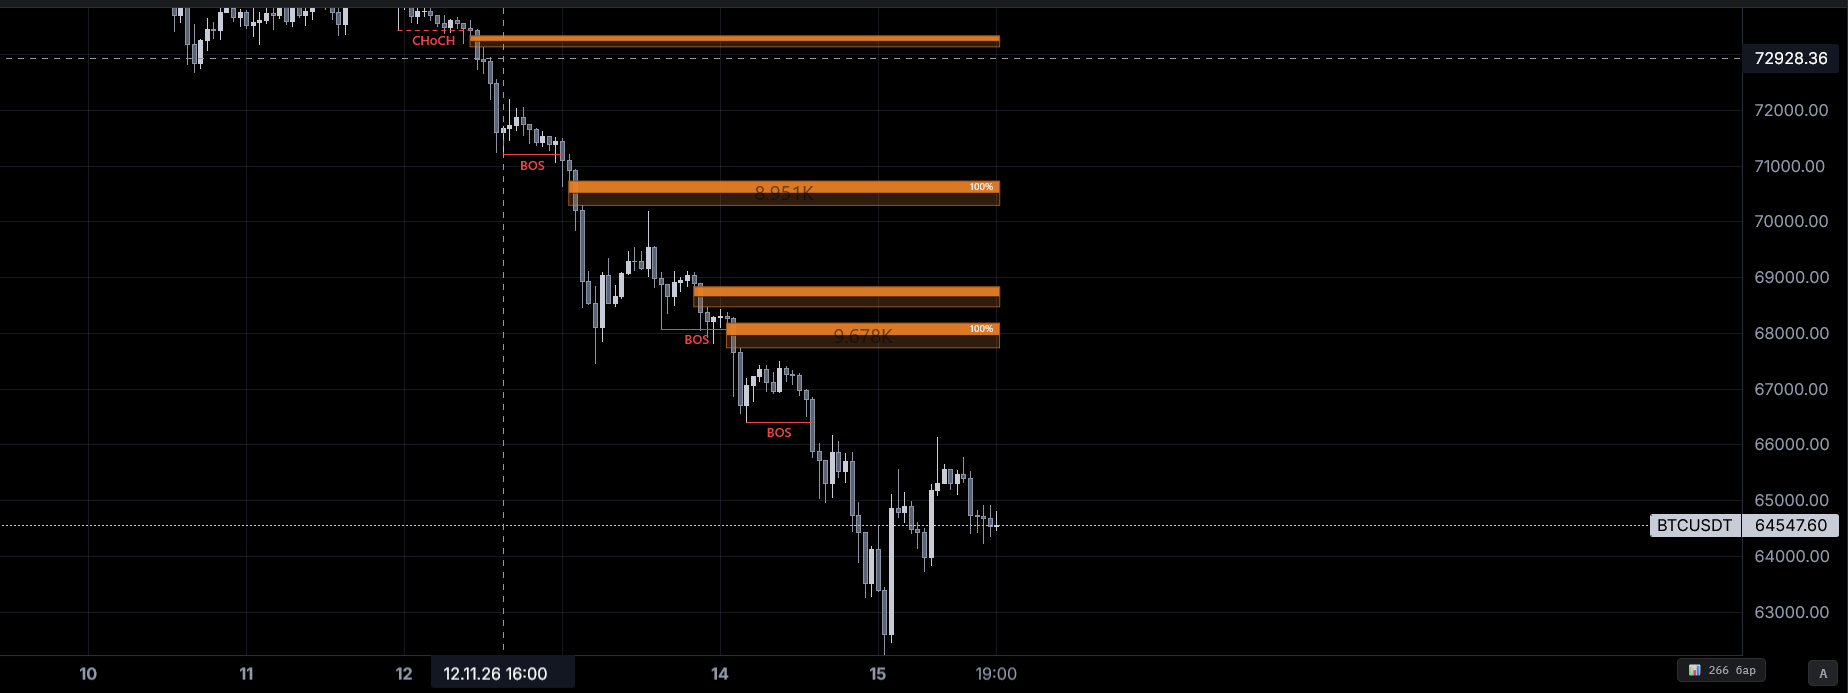 CHoCH
72928.36
72000.00
BOS
71000.00
8.951K
100%
70000.00
69000.00
9.678K
100%
BOS
68000.00
67000.00
BOS
66000.00
65000.00
BTCUSDT
64547.60
64000.00
63000.00
10
11
12
12.11.26 16:00
14
15
19:00
266 бар
A